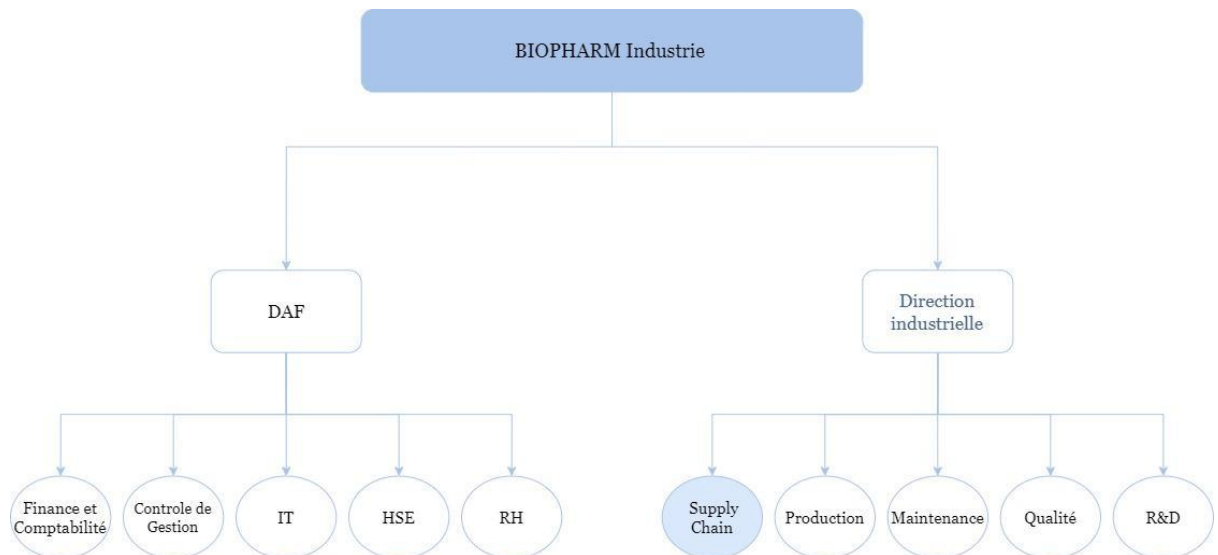 BIOPHARM Industrie
DAF
Direction
industrielle
Finance et
Comptabilité
Controle de
Gestion
IT
HSE
RH
Supply
Chain
Production
Maintenance
Qualité
R&D